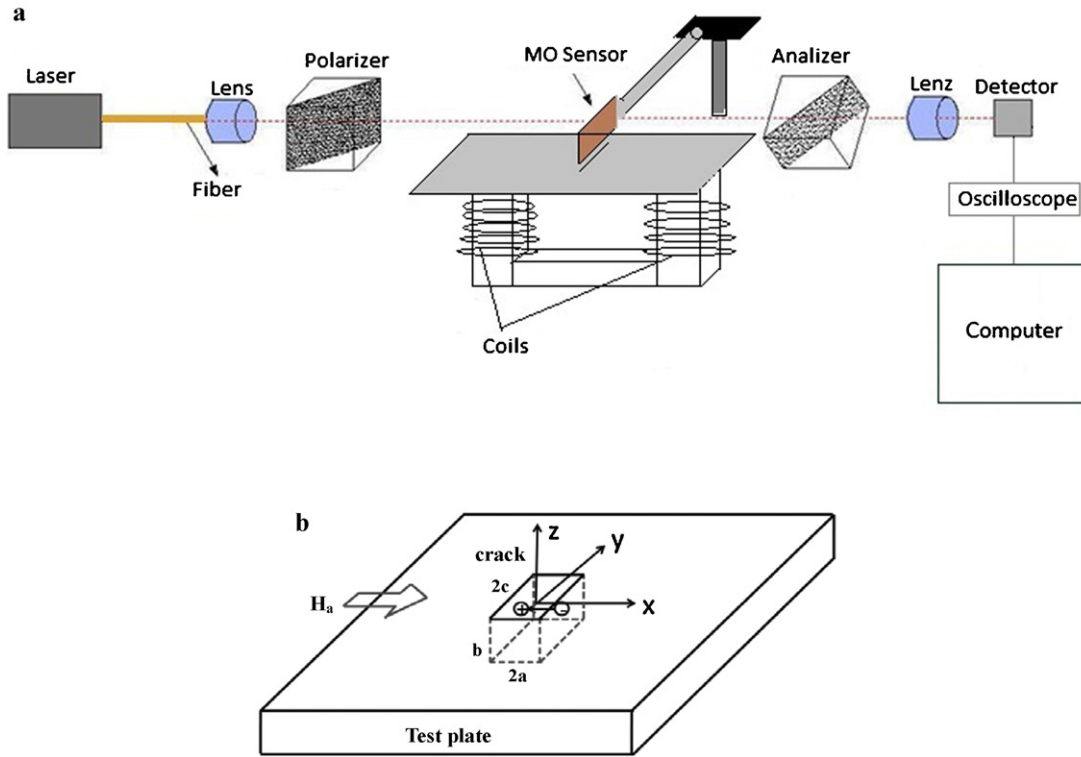 a
Laser
Lens
Polarizer
MO Sensor
Analizer
Lenz
Detector
Fiber
Oscilloscope
Coils
Computer
b
z
y
crack
2c
Hₐ
+
-
x
b
2a
Test plate